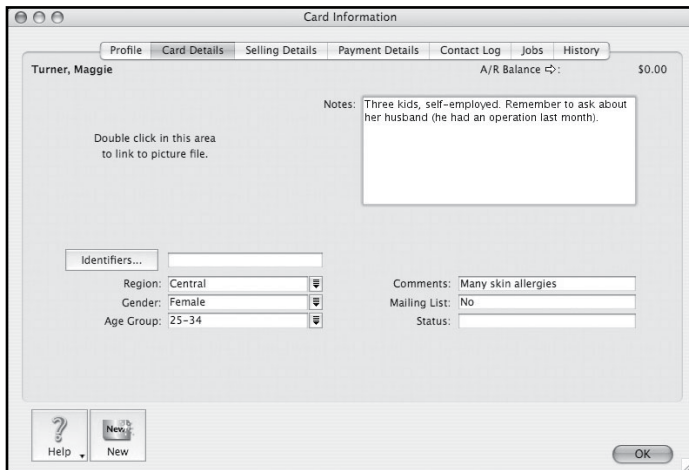 Card Information
Profile Card Details Selling Details Payment Details Contact Log Jobs History
Turner, Maggie A/R Balance ⇨: $0.00
Notes: Three kids, self-employed. Remember to ask about
her husband (he had an operation last month).
Double click in this area
to link to picture file.
Identifiers...
Region: Central
Gender: Female
Age Group: 25-34
Comments: Many skin allergies
Mailing List: No
Status:
Help New
New
OK